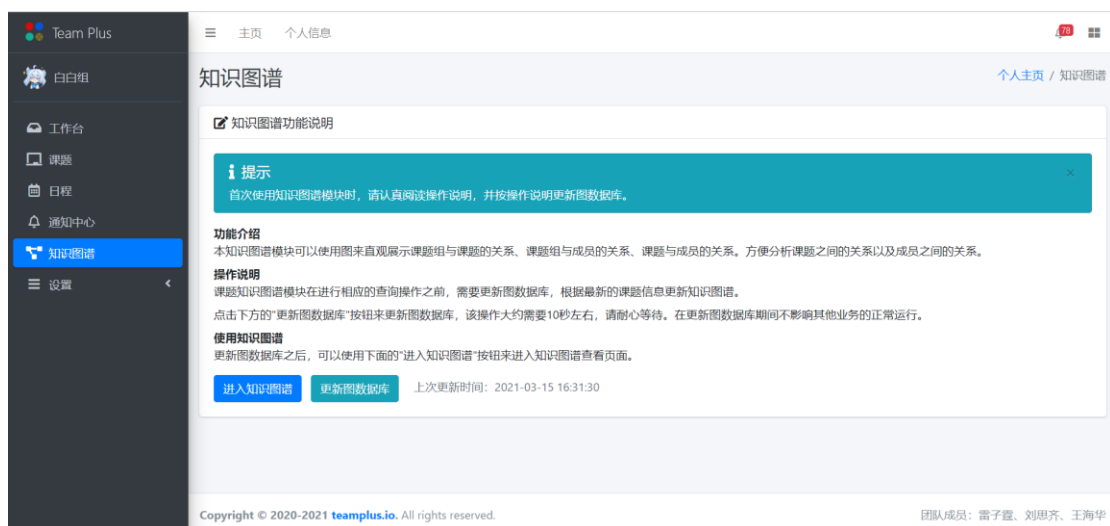 Team Plus
主页 个人信息
78
白白组
知识图谱
个人主页 / 知识图谱
工作台
课题
日程
通知中心
知识图谱
设置
知识图谱功能说明
提示
×
首次使用知识图谱模块时，请认真阅读操作说明，并按操作说明更新图数据库。
功能介绍
本知识图谱模块可以使用图来直观展示课题组与课题的关系、课题组与成员的关系、课题与成员的关系。方便分析课题之间的关系以及成员之间的关系。
操作说明
课题知识图谱模块在进行相应的查询操作之前，需要更新图数据库，根据最新的课题信息更新知识图谱。
点击下方的"更新图数据库"按钮来更新图数据库，该操作大约需要10秒左右，请耐心等待。在更新图数据库期间不影响其他业务的正常运行。
使用知识图谱
更新图数据库之后，可以使用下面的"进入知识图谱"按钮来进入知识图谱查看页面。
进入知识图谱 更新图数据库 上次更新时间：2021-03-15 16:31:30
Copyright © 2020-2021 teamplus.io. All rights reserved.
团队成员：雷子霆、刘思齐、王海华